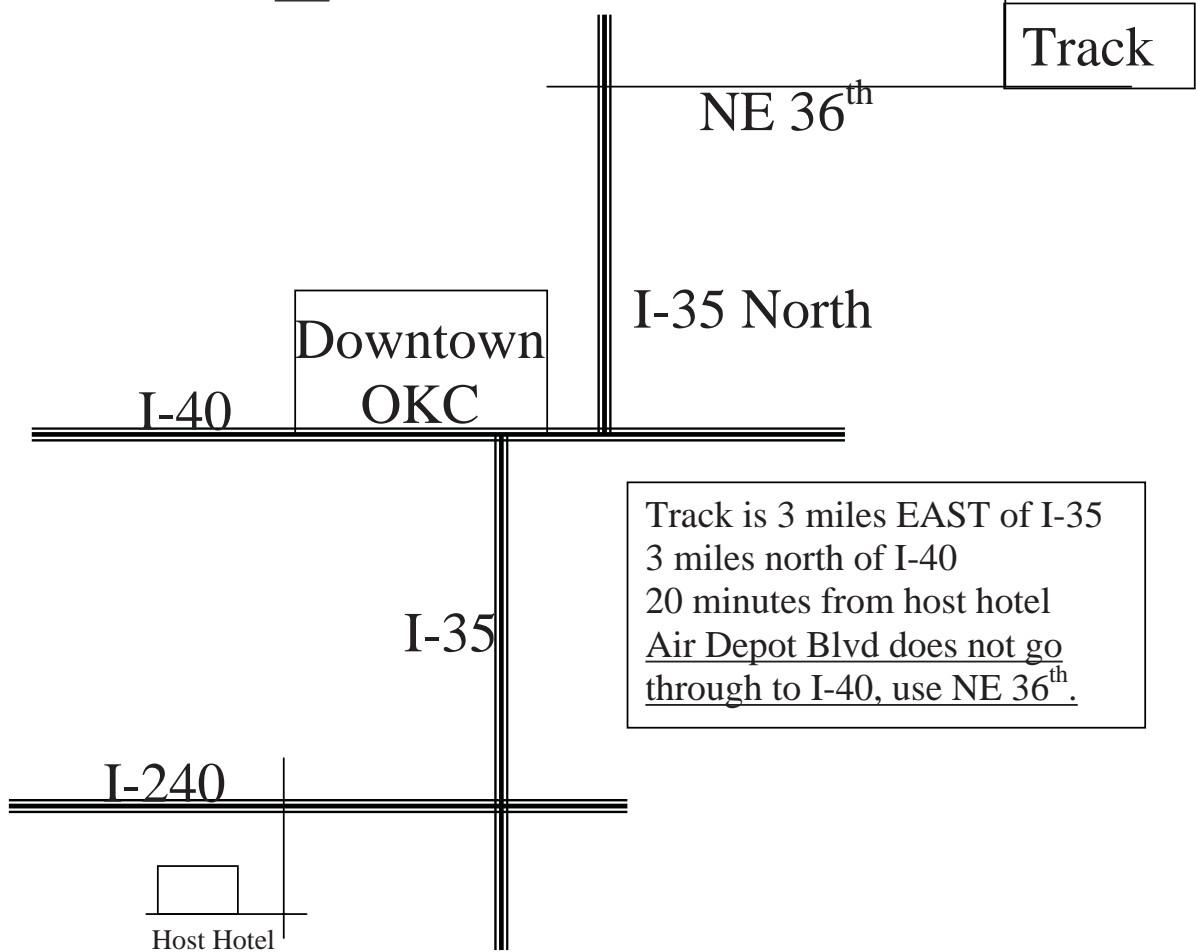 Track
NE 36th
I-35 North
Downtown
OKC
I-40
Track is 3 miles EAST of I-35
3 miles north of I-40
20 minutes from host hotel
Air Depot Blvd does not go
through to I-40, use NE 36th.
I-35
I-240
Host Hotel